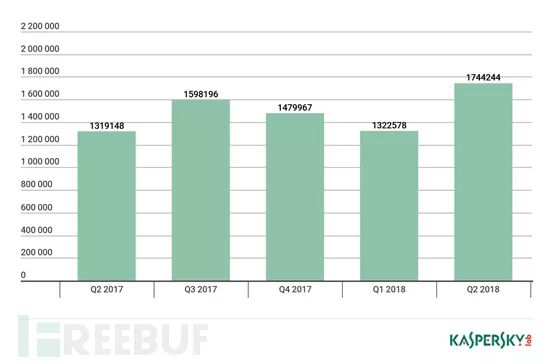 2 200 000
2 000 000
1 800 000
1 600 000
1 400 000
1 200 000
1 000 000
800 000
600 000
400 000
200 000
0
1319148
1598196
1479967
1322578
1744244
Q2 2017
Q3 2017
Q4 2017
Q1 2018
Q2 2018
FREEBUF
KASPERSKY lab